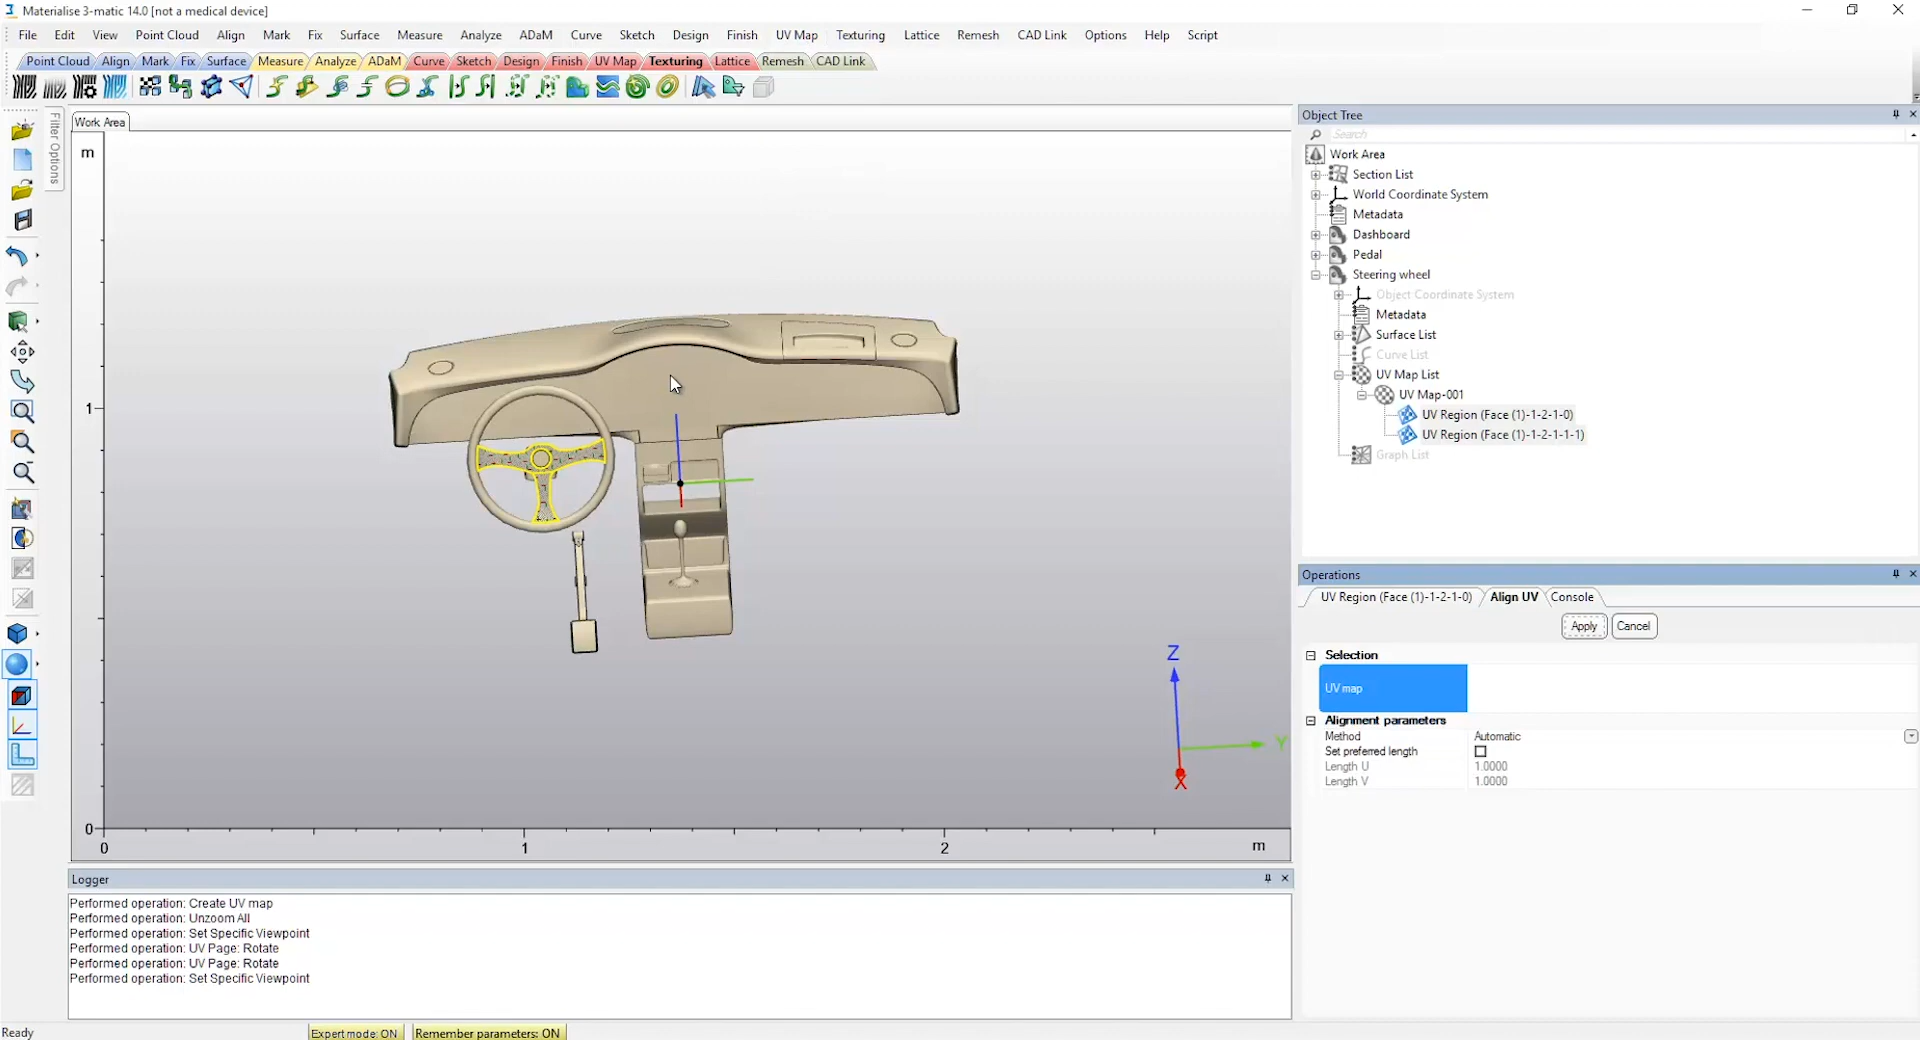 Materialise 3-matic 14.0 [not a medical device]
File Edit View Point Cloud Align Mark Fix Surface Measure Analyze ADaM Curve Sketch Design Finish UV Map Texturing Lattice Remesh CAD Link Options Help Script
Point Cloud Align Mark Fix Surface Measure Analyze ADaM Curve Sketch Design Finish UV Map Texturing Lattice Remesh CAD Link
Filter Options
Work Area
m
1
0
0 1 2 m
Z
Y
X
Object Tree
Search
Work Area
Section List
World Coordinate System
Metadata
Dashboard
Pedal
Steering wheel
Object Coordinate System
Metadata
Surface List
Curve List
UV Map List
UV Map-001
UV Region (Face (1)-1-2-1-0)
UV Region (Face (1)-1-2-1-1-1)
Graph List
Operations
UV Region (Face (1)-1-2-1-0) Align UV Console
Apply Cancel
Selection
UV map
Alignment parameters
Method Automatic
Set preferred length
Length U 1.0000
Length V 1.0000
Logger
Performed operation: Create UV map
Performed operation: Unzoom All
Performed operation: Set Specific Viewpoint
Performed operation: UV Page: Rotate
Performed operation: UV Page: Rotate
Performed operation: Set Specific Viewpoint
Ready Expert mode: ON Remember parameters: ON